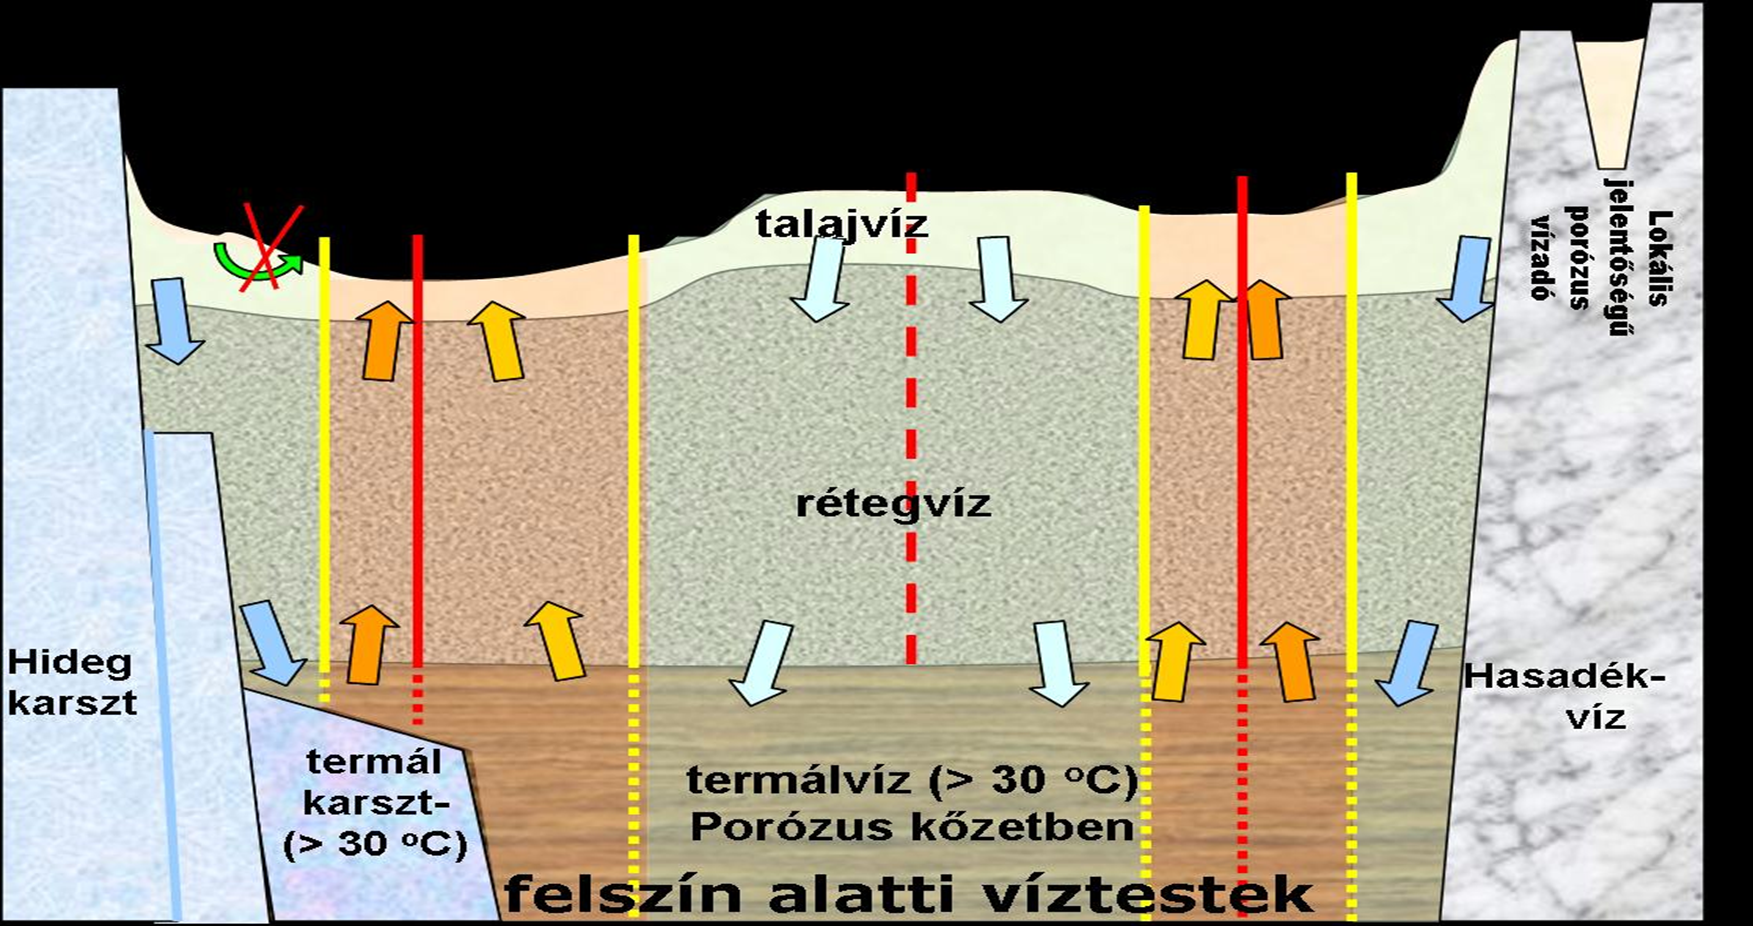 talajvíz
rétegvíz
Hideg
karszt
termál
karszt-
(> 30 ºC)
termálvíz (> 30 ºC)
Porózus kőzetben
Hasadék-
víz
Lokális
jelentőségű
porózus
vízadó
felszín alatti víztestek